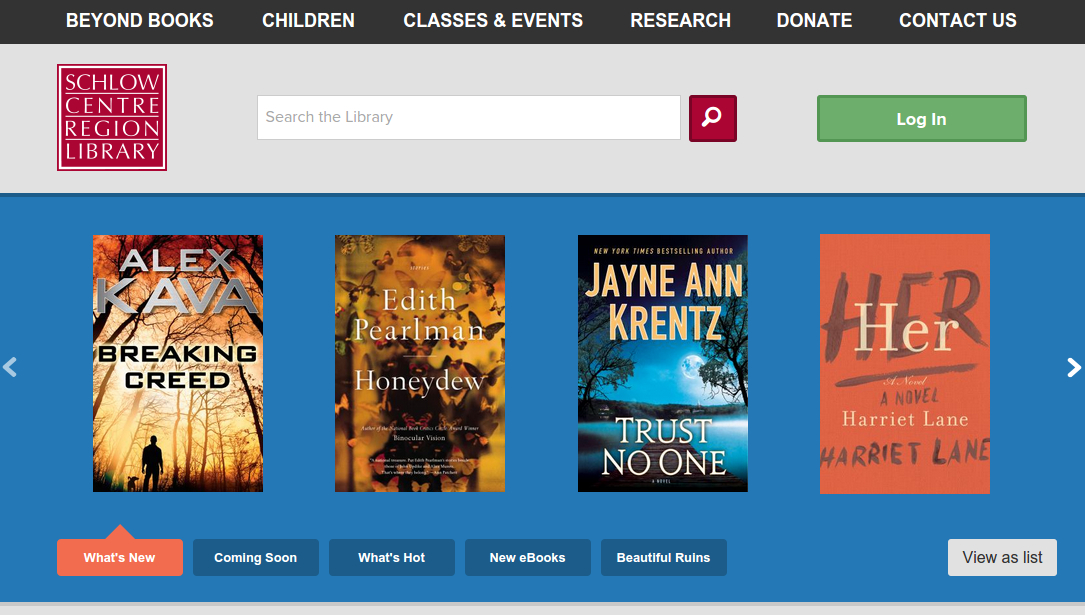 BEYOND BOOKS CHILDREN CLASSES & EVENTS RESEARCH DONATE CONTACT US
SCHLOW
CENTRE
REGION
LIBRARY
Search the Library
Log In
ALEX
KAVA
BREAKING
CREED
stories
Edith
Pearlman
Honeydew
Author of the National Book Critics Circle Award Winner
Binocular Vision
NEW YORK TIMES BESTSELLING AUTHOR
JAYNE ANN
KRENTZ
TRUST
NO ONE
A NOVEL
HER
Her
A Novel
A NOVEL
Harriet Lane
HARRIET LANE
What's New
Coming Soon
What's Hot
New eBooks
Beautiful Ruins
View as list